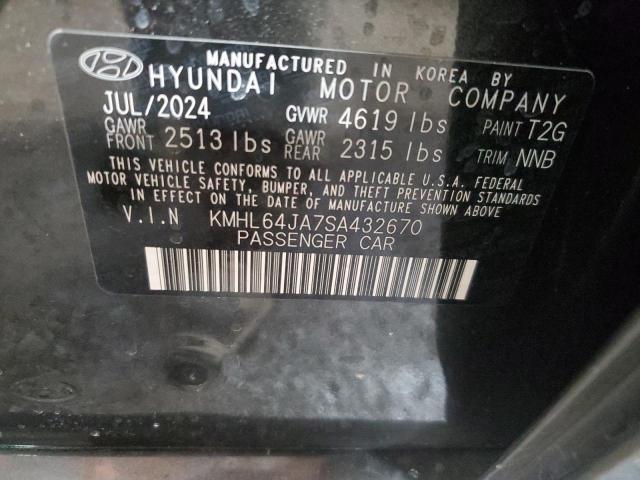 MANUFACTURED IN KOREA BY
HYUNDAI MOTOR COMPANY
JUL/2024 GVWR 4619 lbs PAINT T2G
GAWR FRONT 2513 lbs GAWR REAR 2315 lbs TRIM NNB
THIS VEHICLE CONFORMS TO ALL APPLICABLE U.S.A. FEDERAL
MOTOR VEHICLE SAFETY, BUMPER, AND THEFT PREVENTION STANDARDS
IN EFFECT ON THE DATE OF MANUFACTURE SHOWN ABOVE
V.I.N KMHL64JA7SA432670
PASSENGER CAR